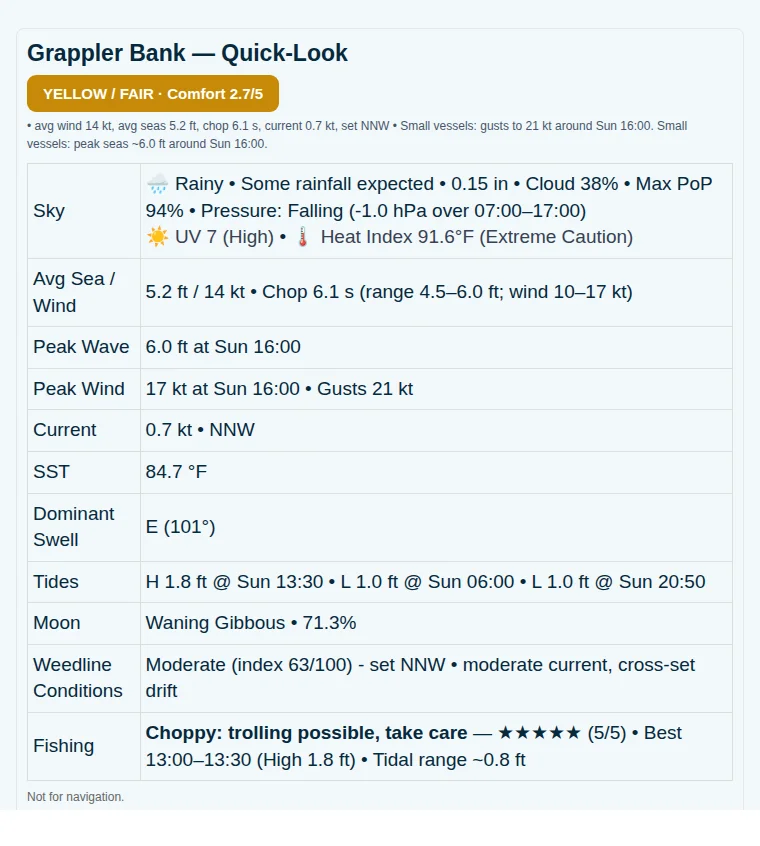 Grappler Bank — Quick-Look
YELLOW / FAIR · Comfort 2.7/5
• avg wind 14 kt, avg seas 5.2 ft, chop 6.1 s, current 0.7 kt, set NNW • Small vessels: gusts to 21 kt around Sun 16:00. Small
vessels: peak seas ~6.0 ft around Sun 16:00.
Sky
🌧️ Rainy • Some rainfall expected • 0.15 in • Cloud 38% • Max PoP
94% • Pressure: Falling (-1.0 hPa over 07:00–17:00)
☀️ UV 7 (High) • 🌡️ Heat Index 91.6°F (Extreme Caution)
Avg Sea /
Wind
5.2 ft / 14 kt • Chop 6.1 s (range 4.5–6.0 ft; wind 10–17 kt)
Peak Wave
6.0 ft at Sun 16:00
Peak Wind
17 kt at Sun 16:00 • Gusts 21 kt
Current
0.7 kt • NNW
SST
84.7 °F
Dominant
Swell
E (101°)
Tides
H 1.8 ft @ Sun 13:30 • L 1.0 ft @ Sun 06:00 • L 1.0 ft @ Sun 20:50
Moon
Waning Gibbous • 71.3%
Weedline
Conditions
Moderate (index 63/100) - set NNW • moderate current, cross-set
drift
Fishing
Choppy: trolling possible, take care — ★★★★★ (5/5) • Best
13:00–13:30 (High 1.8 ft) • Tidal range ~0.8 ft
Not for navigation.